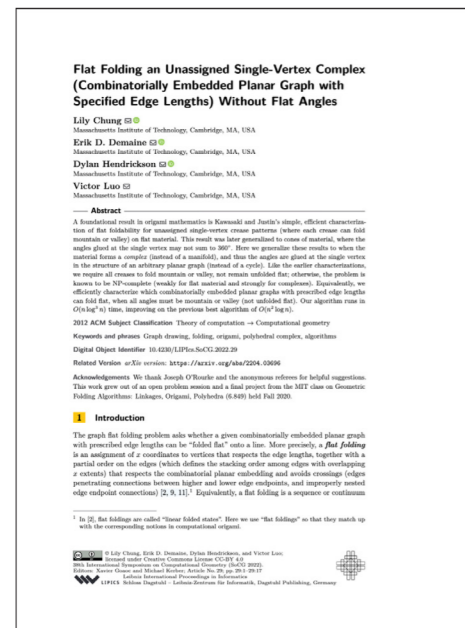 Flat Folding an Unassigned Single-Vertex Complex
(Combinatorially Embedded Planar Graph with
Specified Edge Lengths) Without Flat Angles
Lily Chung
Massachusetts Institute of Technology, Cambridge, MA, USA
Erik D. Demaine
Massachusetts Institute of Technology, Cambridge, MA, USA
Dylan Hendrickson
Massachusetts Institute of Technology, Cambridge, MA, USA
Victor Luo
Massachusetts Institute of Technology, Cambridge, MA, USA
Abstract
A foundational result in origami mathematics is Kawasaki and Justin's simple, efficient characteriza-
tion of flat foldability for unassigned single-vertex crease patterns (where each crease can fold
mountain or valley) on flat material. This result was later generalized to cones of material, where the
angles glued at the single vertex may not sum to 360°. Here we generalize these results to when the
material forms a complex (instead of a manifold), and thus the angles are glued at the single vertex
in the structure of an arbitrary planar graph (instead of a cycle). Like the earlier characterizations,
we require all creases to fold mountain or valley, not remain unfolded flat; otherwise, the problem is
known to be NP-complete (weakly for flat material and strongly for complexes). Equivalently, we
efficiently characterize which combinatorially embedded planar graphs with prescribed edge lengths
can fold flat, when all angles must be mountain or valley (not unfolded flat). Our algorithm runs in
O(n log³ n) time, improving on the previous best algorithm of O(n² log n).
2012 ACM Subject Classification Theory of computation → Computational geometry
Keywords and phrases Graph drawing, folding, origami, polyhedral complex, algorithms
Digital Object Identifier 10.4230/LIPIcs.SoCG.2022.29
Related Version arXiv version: https://arxiv.org/abs/2204.03696
Acknowledgements We thank Joseph O'Rourke and the anonymous referees for helpful suggestions.
This work grew out of an open problem session and a final project from the MIT class on Geometric
Folding Algorithms: Linkages, Origami, Polyhedra (6.849) held Fall 2020.
1 Introduction
The graph flat folding problem asks whether a given combinatorially embedded planar graph
with prescribed edge lengths can be "folded flat" onto a line. More precisely, a flat folding
is an assignment of x coordinates to vertices that respects the edge lengths, together with a
partial order on the edges (which defines the stacking order among edges with overlapping
x extents) that respects the combinatorial planar embedding and avoids crossings (edges
penetrating connections between higher and lower edge endpoints, and improperly nested
edge endpoint connections) [2, 9, 11].¹ Equivalently, a flat folding is a sequence or continuum
¹ In [2], flat foldings are called "linear folded states". Here we use "flat foldings" so that they match up
with the corresponding notions in computational origami.
© Lily Chung, Erik D. Demaine, Dylan Hendrickson, and Victor Luo;
licensed under Creative Commons License CC-BY 4.0
38th International Symposium on Computational Geometry (SoCG 2022).
Editors: Xavier Goaoc and Michael Kerber; Article No. 29; pp. 29:1–29:17
Leibniz International Proceedings in Informatics
LIPICS Schloss Dagstuhl – Leibniz-Zentrum für Informatik, Dagstuhl Publishing, Germany